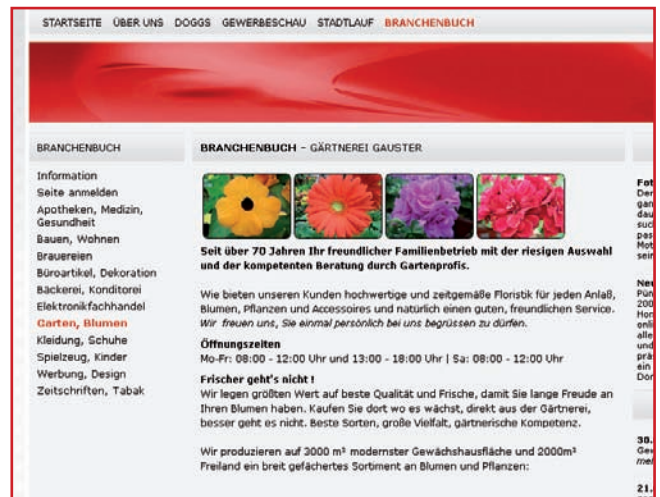 STARTSEITE ÜBER UNS DOGGS GEWERBESCHAU STADTLAUF BRANCHENBUCH
BRANCHENBUCH
Information
Seite anmelden
Apotheken, Medizin,
Gesundheit
Bauen, Wohnen
Brauereien
Büroartikel, Dekoration
Bäckerei, Konditorei
Elektronikfachhandel
Garten, Blumen
Kleidung, Schuhe
Spielzeug, Kinder
Werbung, Design
Zeitschriften, Tabak
BRANCHENBUCH - GÄRTNEREI GAUSTER
Seit über 70 Jahren Ihr freundlicher Familienbetrieb mit der riesigen Auswahl
und der kompetenten Beratung durch Gartenprofis.
Wie bieten unseren Kunden hochwertige und zeitgemäße Floristik für jeden Anlaß,
Blumen, Pflanzen und Accessoires und natürlich einen guten, freundlichen Service.
Wir freuen uns, Sie einmal persönlich bei uns begrüssen zu dürfen.
Öffnungszeiten
Mo-Fr: 08:00 - 12:00 Uhr und 13:00 - 18:00 Uhr | Sa: 08:00 - 12:00 Uhr
Frischer geht's nicht !
Wir legen größten Wert auf beste Qualität und Frische, damit Sie lange Freude an
Ihren Blumen haben. Kaufen Sie dort wo es wächst, direkt aus der Gärtnerei,
besser geht es nicht. Beste Sorten, große Vielfalt, gärtnerische Kompetenz.
Wir produzieren auf 3000 m² modernster Gewächshausfläche und 2000m²
Freiland ein breit gefächertes Sortiment an Blumen und Pflanzen:
30.
21.